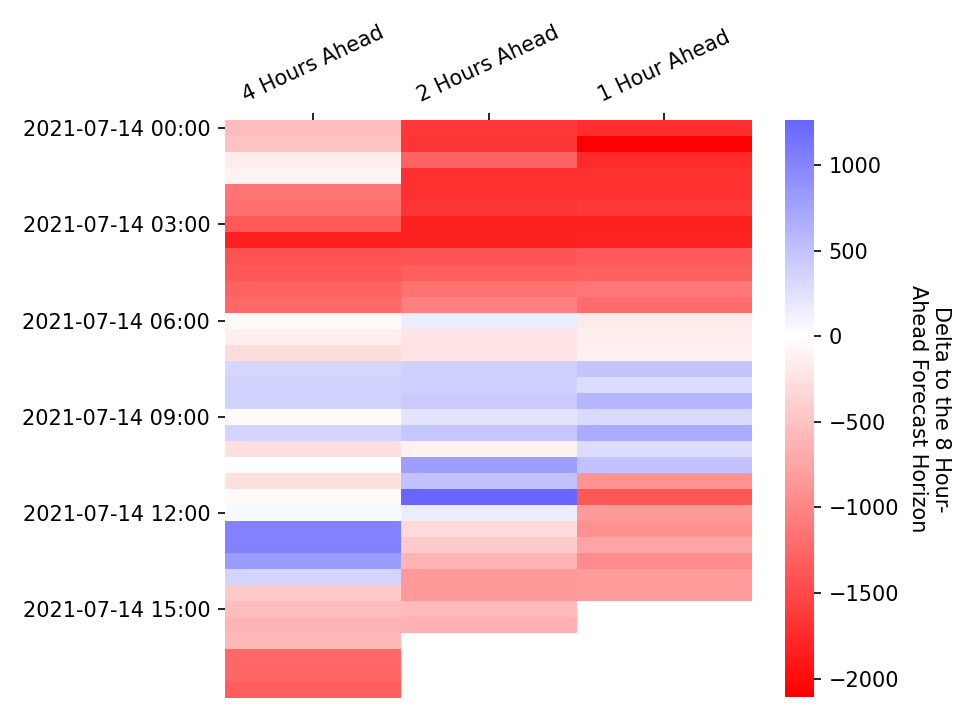 4 Hours Ahead
2 Hours Ahead
1 Hour Ahead
2021-07-14 00:00
2021-07-14 03:00
2021-07-14 06:00
2021-07-14 09:00
2021-07-14 12:00
2021-07-14 15:00
1000
500
0
−500
−1000
−1500
−2000
Delta to the 8 Hour-
Ahead Forecast Horizon